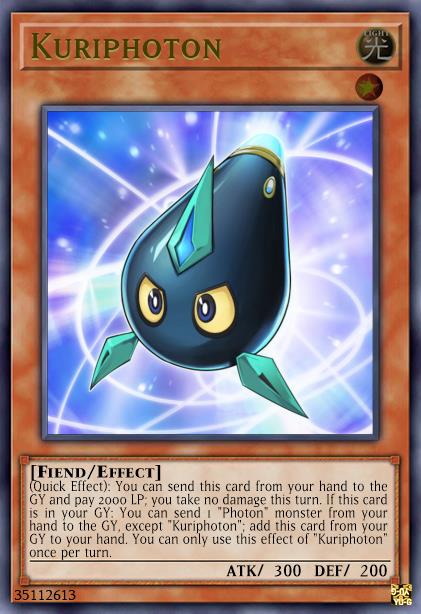 KURIPHOTON
LIGHT
光
[FIEND/EFFECT]
(Quick Effect): You can send this card from your hand to the
GY and pay 2000 LP; you take no damage this turn. If this card
is in your GY: You can send 1 "Photon" monster from
your hand to the GY, except "Kuriphoton"; add this card from your
GY to your hand. You can only use this effect of "Kuriphoton"
once per turn.
ATK/ 300 DEF/ 200
35112613